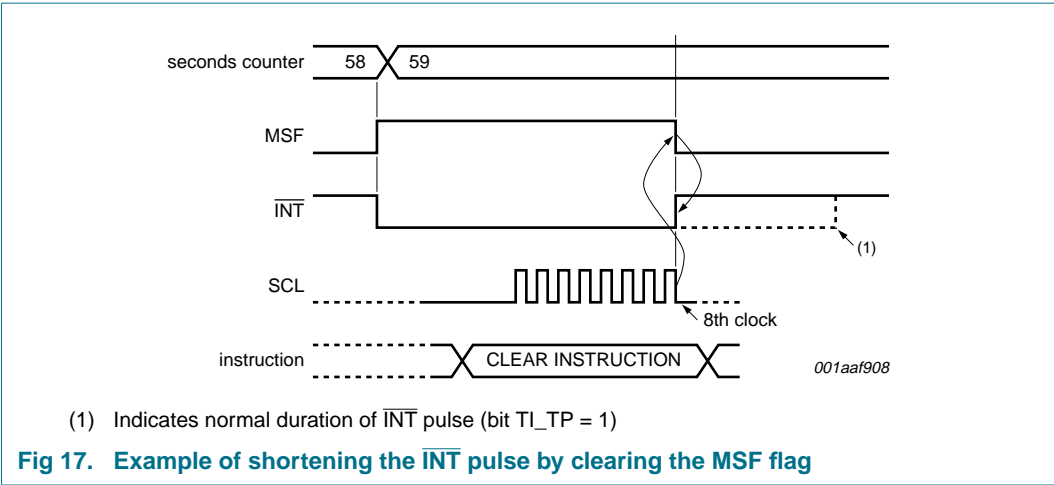 seconds counter 58 59
MSF
INT
(1)
SCL
8th clock
instruction CLEAR INSTRUCTION
001aaf908
(1) Indicates normal duration of INT pulse (bit TI_TP = 1)
Fig 17. Example of shortening the INT pulse by clearing the MSF flag